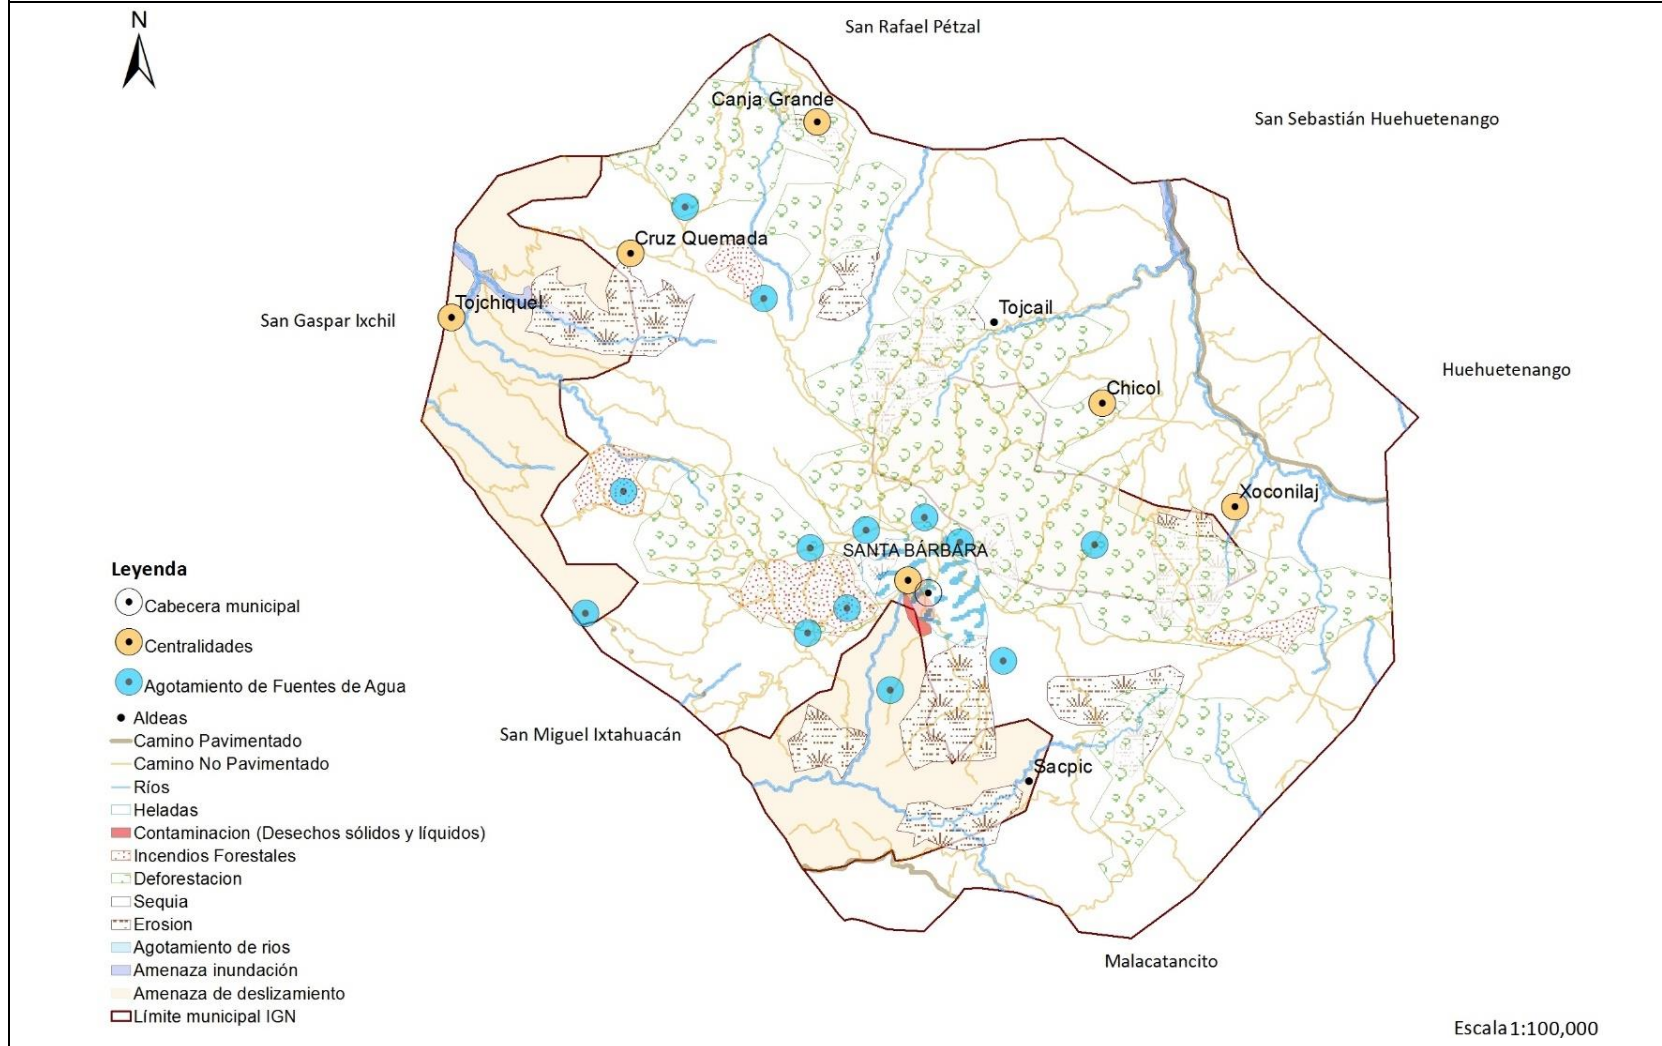 N
San Rafael Pétzal
Canja Grande
San Sebastián Huehuetenango
Cruz Quemada
Tojchiquel
San Gaspar Ixchil
Tojcail
Huehuetenango
Chicol
Xoconilaj
SANTA BÁRBARA
San Miguel Ixtahuacán
Sacpic
Malacatancito
Leyenda
Cabecera municipal
Centralidades
Agotamiento de Fuentes de Agua
Aldeas
Camino Pavimentado
Camino No Pavimentado
Ríos
Heladas
Contaminacion (Desechos sólidos y líquidos)
Incendios Forestales
Deforestacion
Sequia
Erosion
Agotamiento de rios
Amenaza inundación
Amenaza de deslizamiento
Límite municipal IGN
Escala 1:100,000